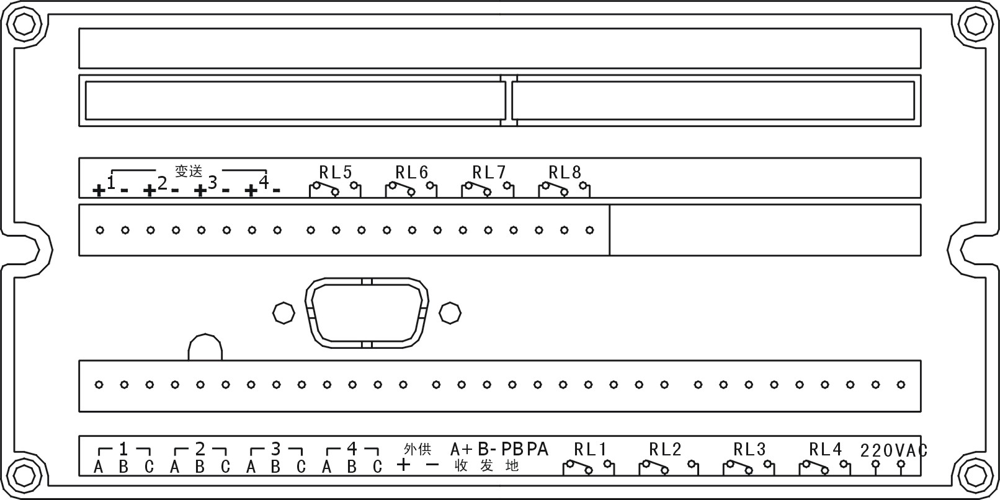 变送 RL5 RL6 RL7 RL8
+1- +2- +3- +4-
1 2 3 4 外供 A+ B- PB PA RL1 RL2 RL3 RL4 220VAC
A B C A B C A B C A B C + - 收 发 地